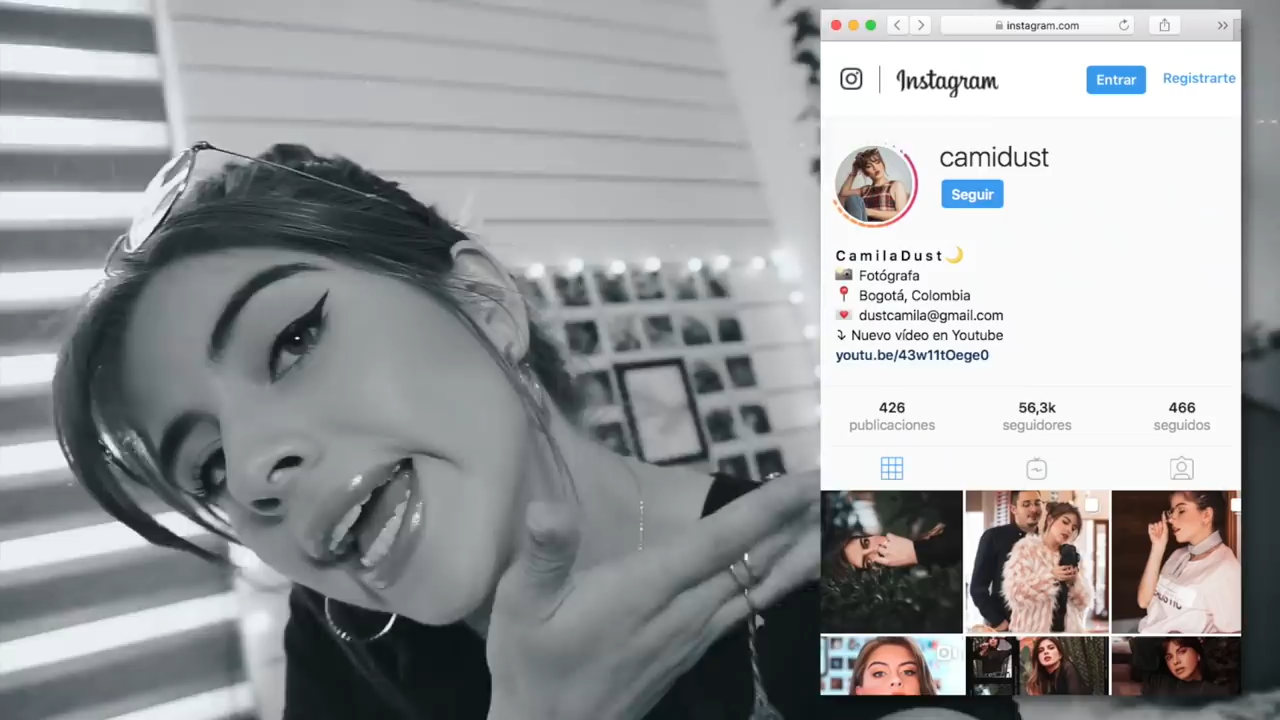 instagram.com
Instagram
Entrar
Registrarte
camidust
Seguir
CamilaDust🌙
📸 Fotógrafa
📍 Bogotá, Colombia
💌 dustcamila@gmail.com
⤵ Nuevo vídeo en Youtube
youtu.be/43w11tOege0
426 56,3k 466
publicaciones seguidores seguidos